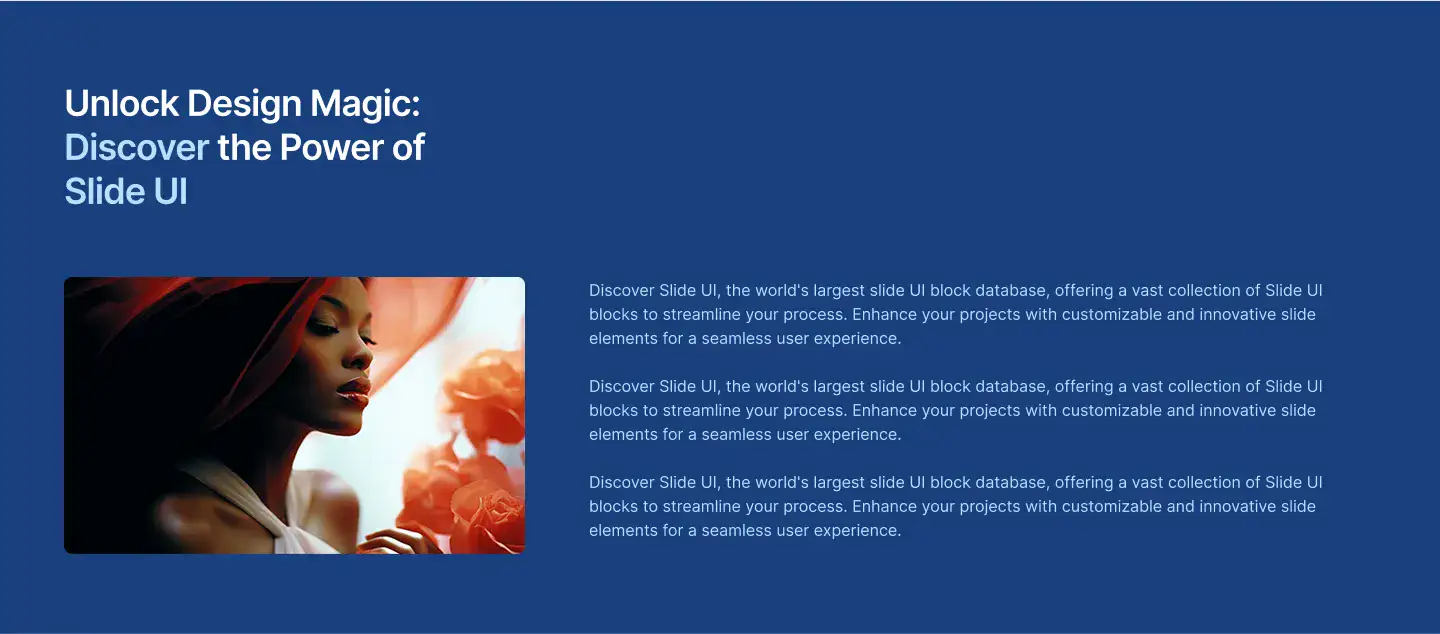 Unlock Design Magic:
Discover the Power of
Slide UI
Discover Slide UI, the world's largest slide UI block database, offering a vast collection of Slide UI
blocks to streamline your process. Enhance your projects with customizable and innovative slide
elements for a seamless user experience.
Discover Slide UI, the world's largest slide UI block database, offering a vast collection of Slide UI
blocks to streamline your process. Enhance your projects with customizable and innovative slide
elements for a seamless user experience.
Discover Slide UI, the world's largest slide UI block database, offering a vast collection of Slide UI
blocks to streamline your process. Enhance your projects with customizable and innovative slide
elements for a seamless user experience.